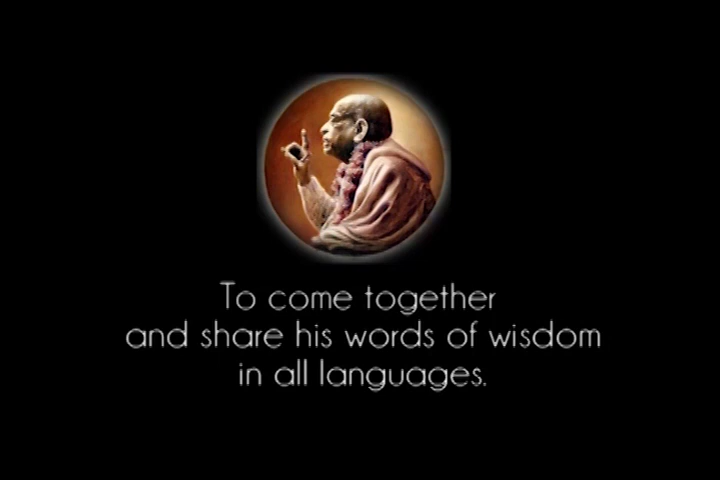 To come together
and share his words of wisdom
in all languages.